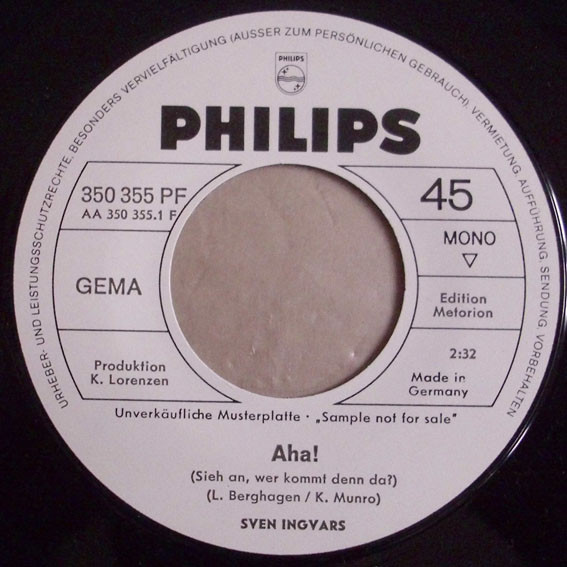 URHEBER- UND LEISTUNGSSCHUTZRECHTE, BESONDERS VERVIELFÄLTIGUNG (AUSSER ZUM PERSÖNLICHEN GEBRAUCH), VERMIETUNG, AUFFÜHRUNG, SENDUNG VORBEHALTEN
PHILIPS
PHILIPS
350 355 PF
AA 350 355.1 F
45
MONO
GEMA
Edition
Metorion
Produktion
K. Lorenzen
2:32
Made in
Germany
Unverkäufliche Musterplatte · „Sample not for sale"
Aha!
(Sieh an, wer kommt denn da?)
(L. Berghagen / K. Munro)
SVEN INGVARS